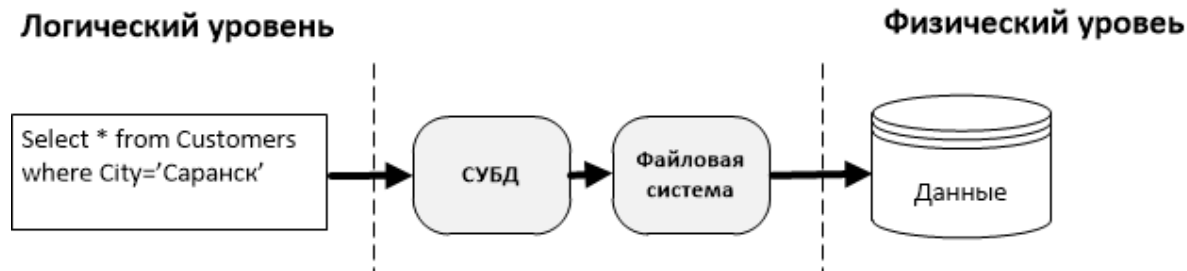 Логический уровень
Физический уровеь
Select * from Customers
where City=’Саранск’
СУБД
Файловая
система
Данные